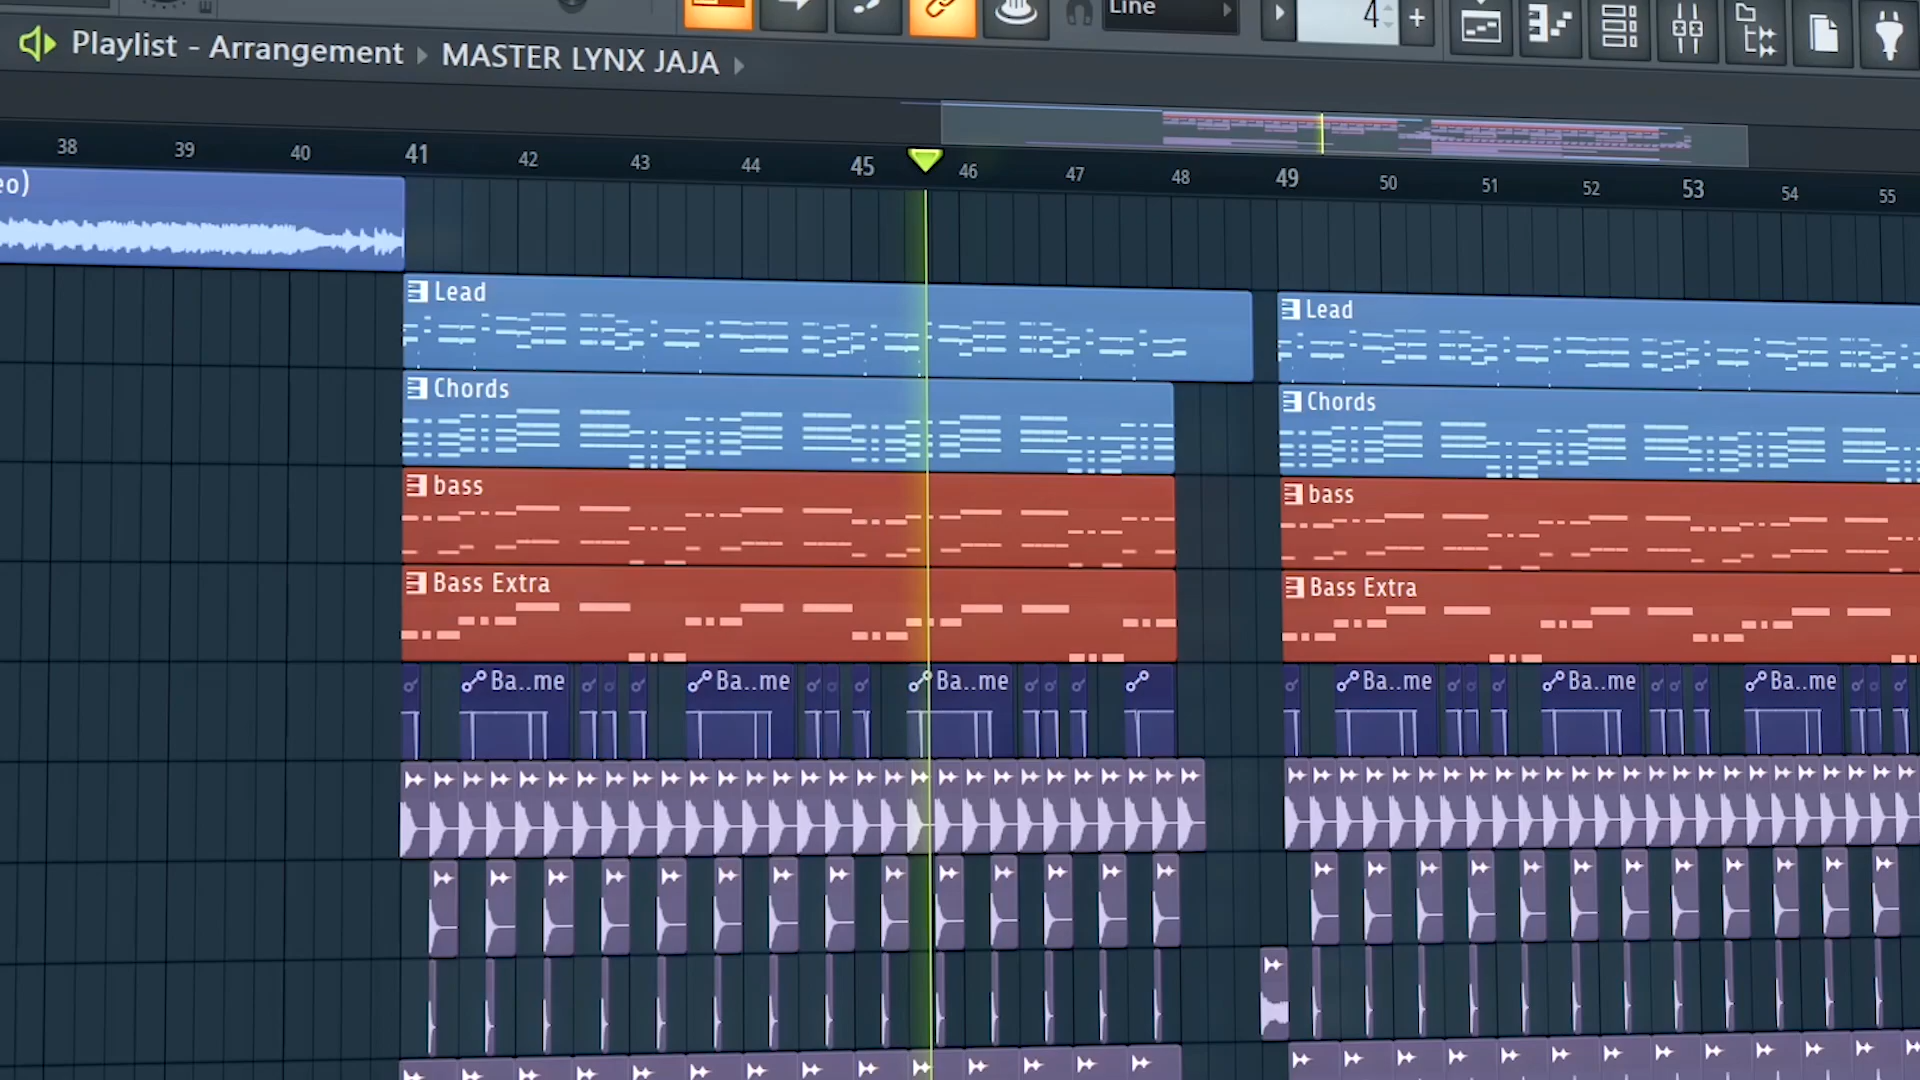 Line
4
Playlist - Arrangement ▸ MASTER LYNX JAJA ▸
38 39 40 41 42 43 44 45 46 47 48 49 50 51 52 53 54 55
eo)
Lead Lead
Chords Chords
bass bass
Bass Extra Bass Extra
Ba..me Ba..me Ba..me Ba..me Ba..me Ba..me